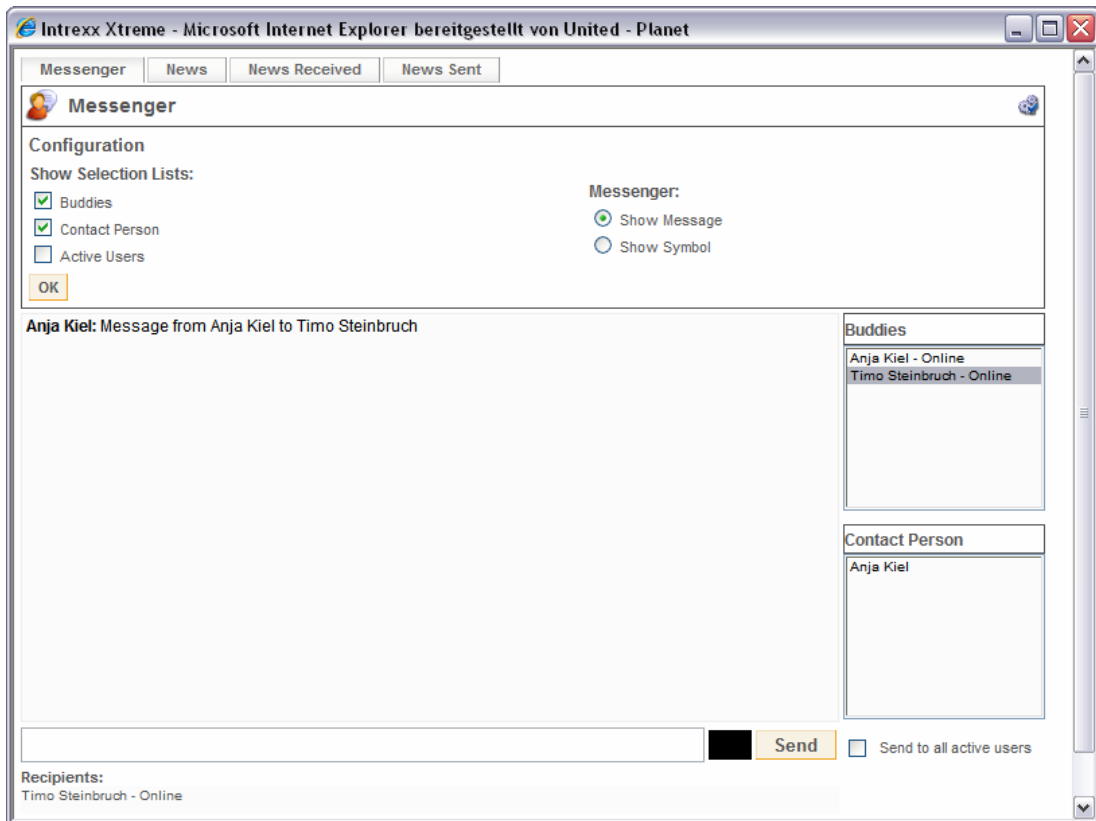 Intrexx Xtreme - Microsoft Internet Explorer bereitgestellt von United - Planet
Messenger News News Received News Sent
Messenger
Configuration
Show Selection Lists:
Buddies
Contact Person
Active Users
OK
Messenger:
Show Message
Show Symbol
Anja Kiel: Message from Anja Kiel to Timo Steinbruch
Buddies
Anja Kiel - Online
Timo Steinbruch - Online
Contact Person
Anja Kiel
Send
Send to all active users
Recipients:
Timo Steinbruch - Online